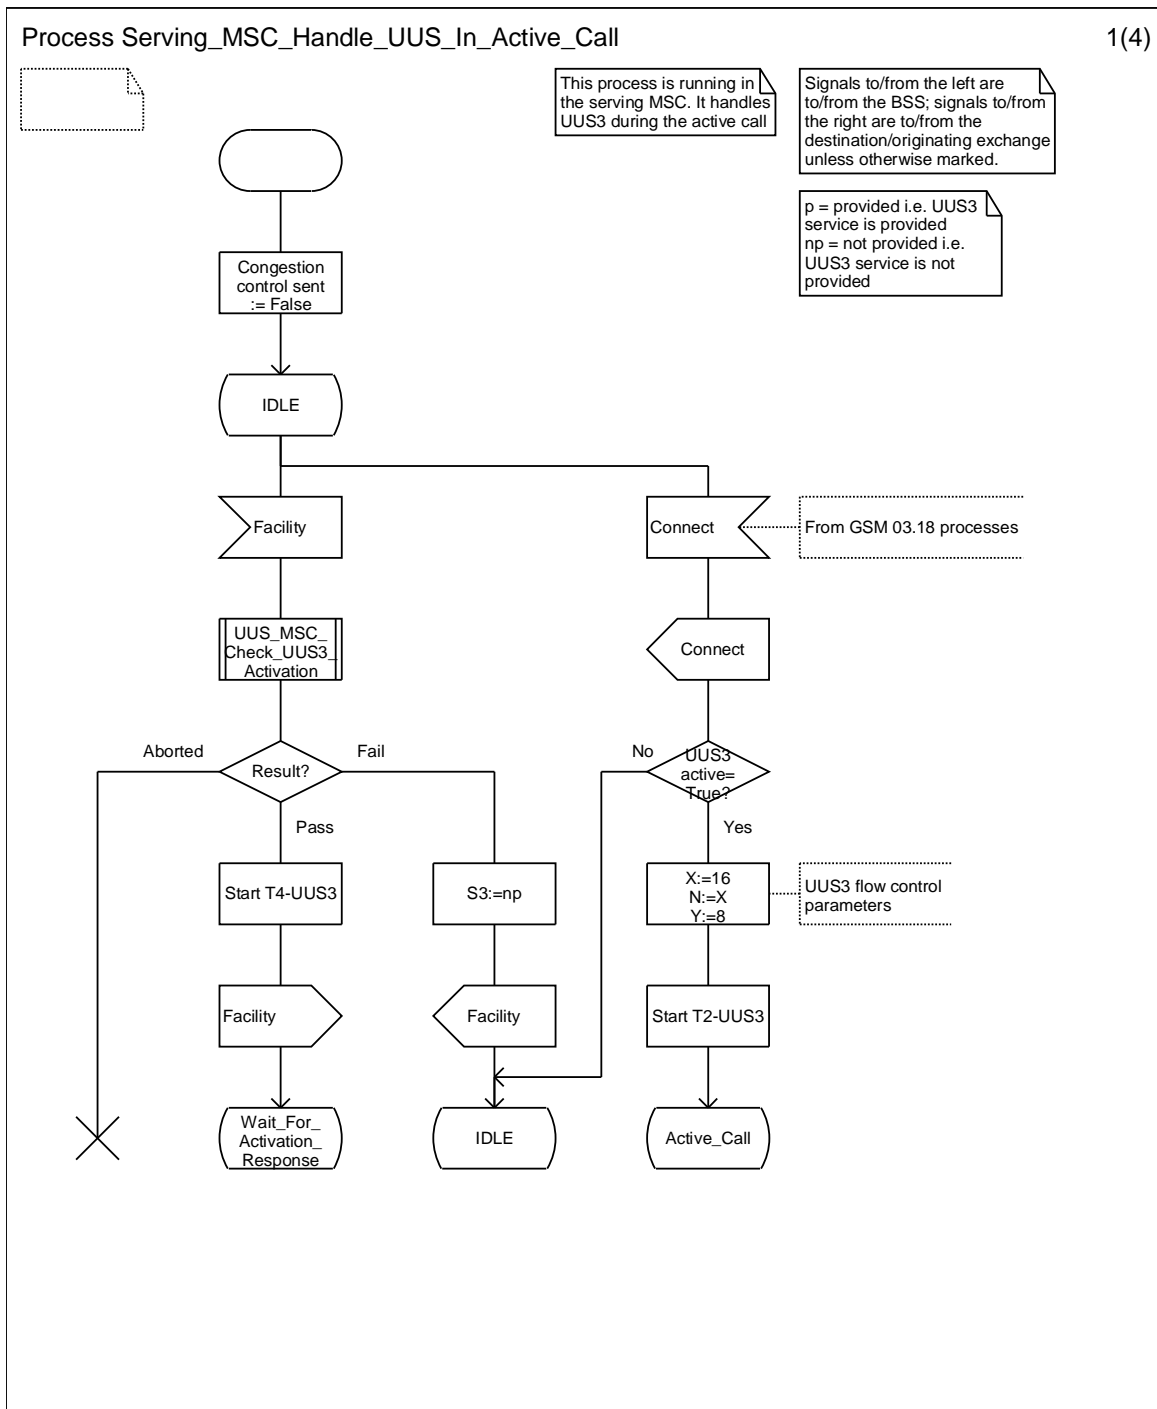 Process Serving_MSC_Handle_UUS_In_Active_Call
1(4)
This process is running in
the serving MSC. It handles
UUS3 during the active call
Signals to/from the left are
to/from the BSS; signals to/from
the right are to/from the
destination/originating exchange
unless otherwise marked.
p = provided i.e. UUS3
service is provided
np = not provided i.e.
UUS3 service is not
provided
Congestion
control sent
:= False
IDLE
Facility
Connect
From GSM 03.18 processes
UUS_MSC_
Check_UUS3_
Activation
Connect
Aborted
Result?
Fail
Pass
No
UUS3
active=
True?
Yes
Start T4-UUS3
S3:=np
X:=16
N:=X
Y:=8
UUS3 flow control
parameters
Facility
Facility
Start T2-UUS3
Wait_For_
Activation_
Response
IDLE
Active_Call